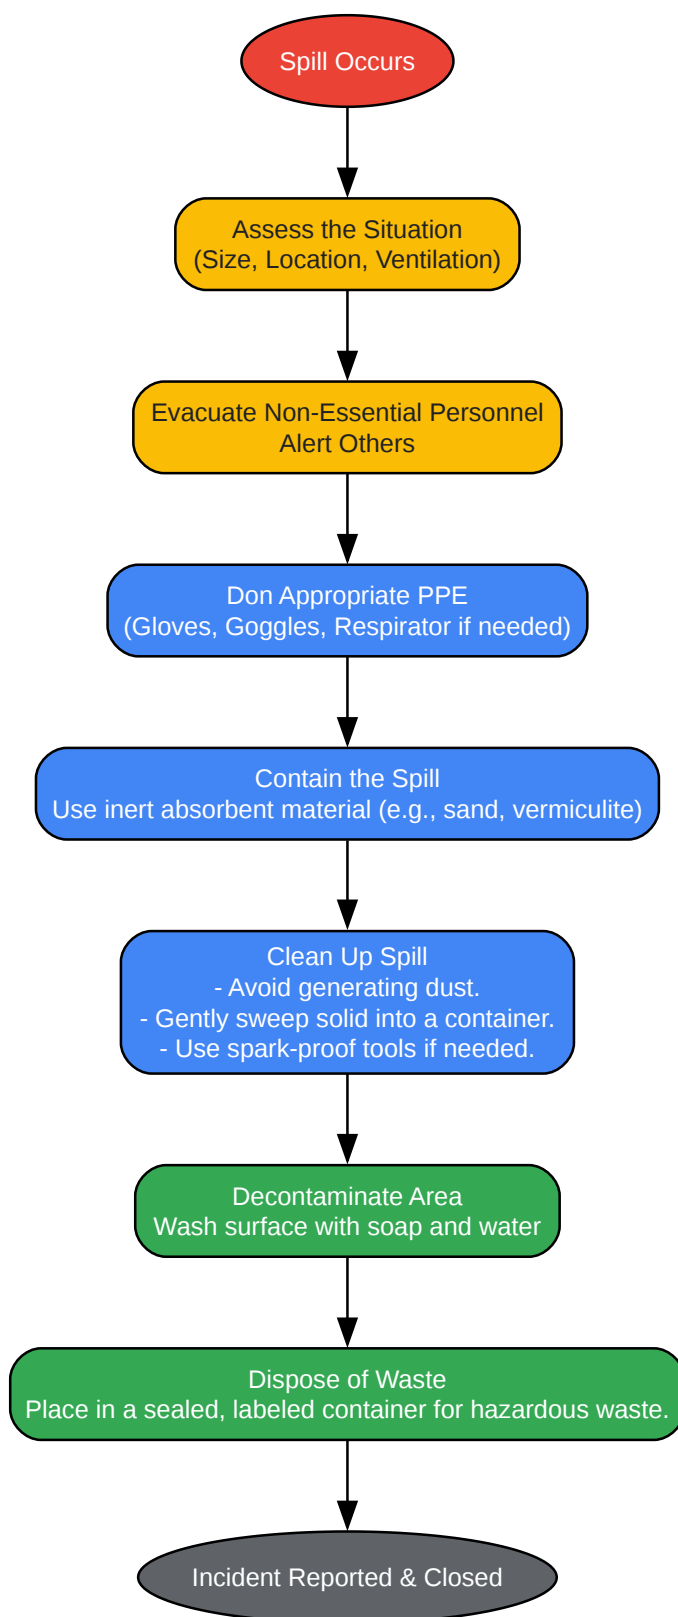 Spill Occurs
Assess the Situation
(Size, Location, Ventilation)
Evacuate Non-Essential Personnel
Alert Others
Don Appropriate PPE
(Gloves, Goggles, Respirator if needed)
Contain the Spill
Use inert absorbent material (e.g., sand, vermiculite)
Clean Up Spill
- Avoid generating dust.
- Gently sweep solid into a container.
- Use spark-proof tools if needed.
Decontaminate Area
Wash surface with soap and water
Dispose of Waste
Place in a sealed, labeled container for hazardous waste.
Incident Reported & Closed